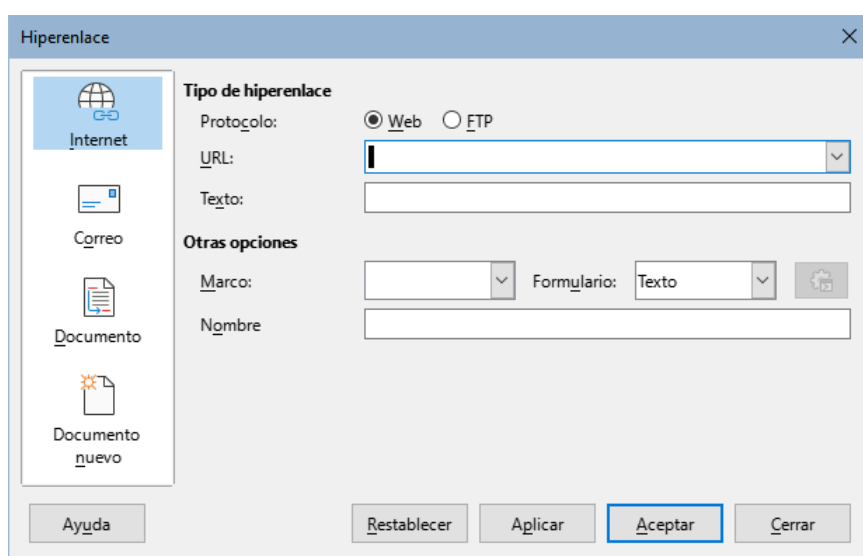 Hiperenlace
Internet
Correo
Documento
Documento
nuevo
Tipo de hiperenlace
Protocolo: Web FTP
URL:
Texto:
Otras opciones
Marco: Formulario: Texto
Nombre
Ayuda Restablecer Aplicar Aceptar Cerrar